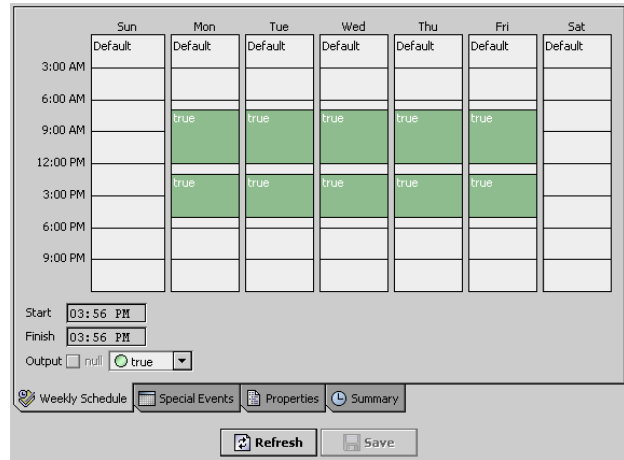 Sun Mon Tue Wed Thu Fri Sat
Default Default Default Default Default Default Default
3:00 AM
6:00 AM
true true true true true
9:00 AM
12:00 PM
true true true true true
3:00 PM
6:00 PM
9:00 PM
Start 03:56 PM
Finish 03:56 PM
Output null true
Weekly Schedule Special Events Properties Summary
Refresh Save